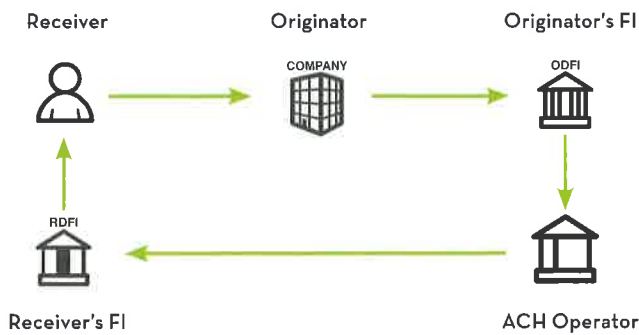 Receiver
Originator
Originator's FI
COMPANY
ODFI
RDFI
Receiver's FI
ACH Operator